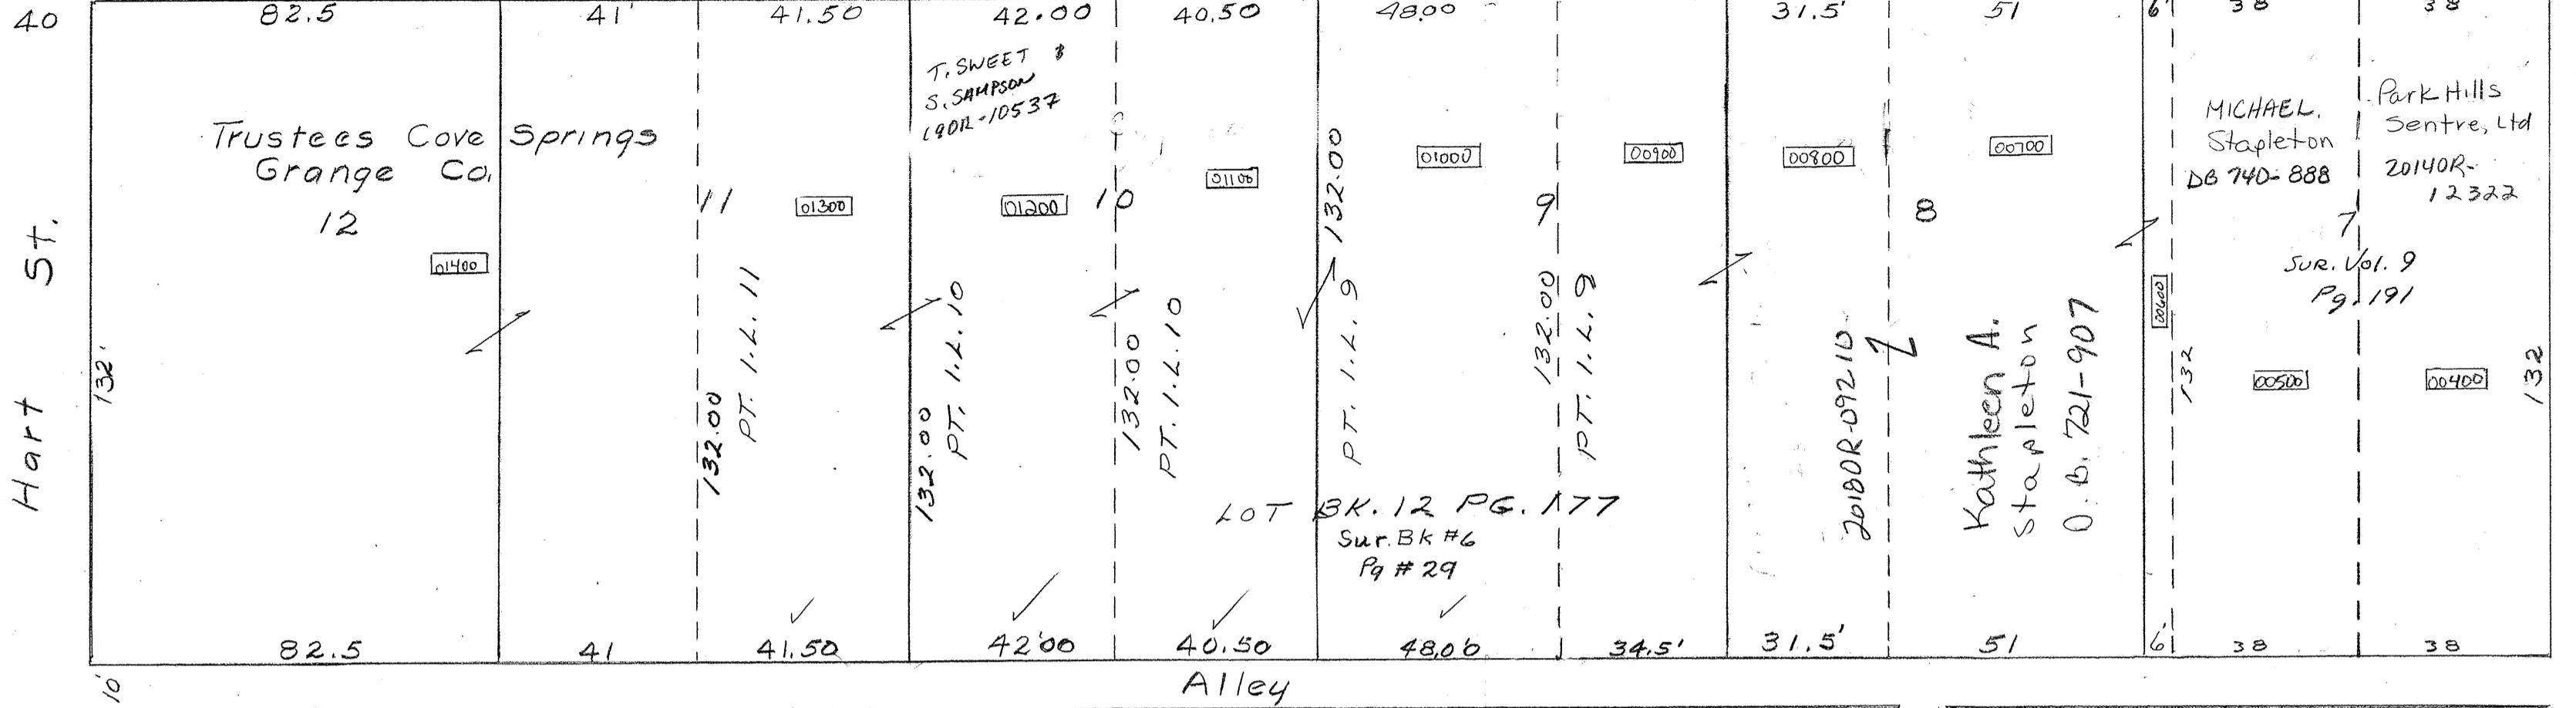 40
82.5
41'
41.50
42.00
40.50
48.00
31.5'
51
6'
38
38
T. SWEET &
S. SAMPSON
190R-10537
Trustees Cove Springs
Grange Co.
12
MICHAEL.
Stapleton
DB 740-888
Park Hills
Sentre, Ltd
20140R-
12322
01400
11
01300
01200
10
01100
132.00
01000
9
00900
00800
8
00700
7
Sur. Vol. 9
Pg. 191
00600
00500
00400
Hart St.
132'
132.00
PT. I.L. 11
132.00
PT. I.L. 10
132.00
PT. I.L. 10
PT. I.L. 9
132.00
PT. I.L. 9
20180R-09210
Kathleen A.
Stapleton
O.B. 721-907
132
132
LOT BK. 12 PG. 177
Sur. Bk #6
Pg # 29
82.5
41
41.50
42.00
40.50
48.00
34.5'
31.5'
51
6'
38
38
10'
Alley